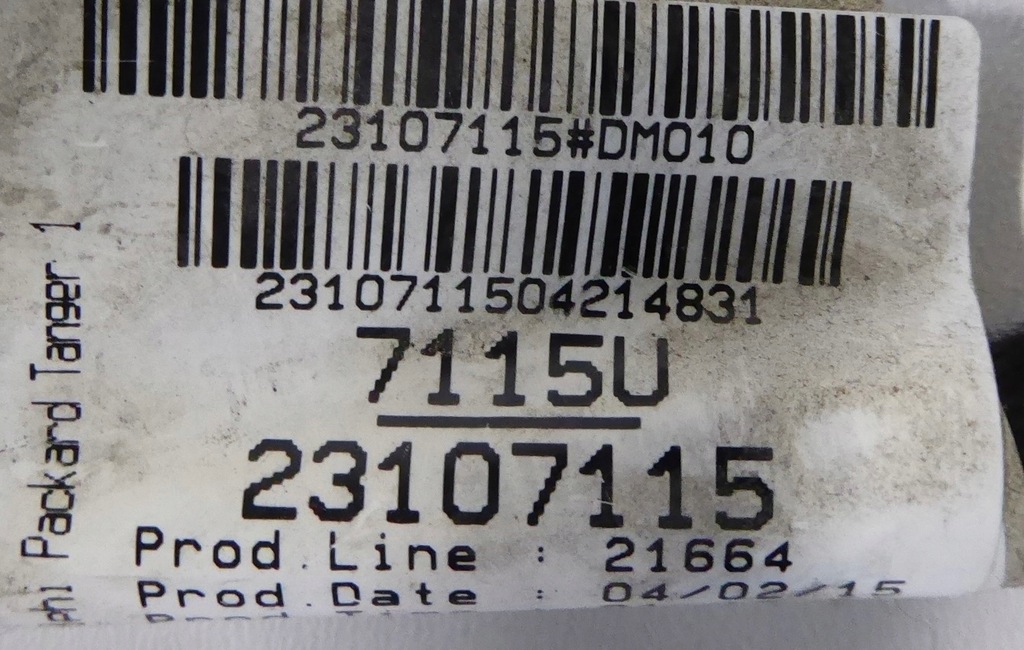 23107115#DM010
2310711504214831
7115U
23107115
Prod.Line : 21664
Prod.Date : 04/02/15
Packard Tanger 1